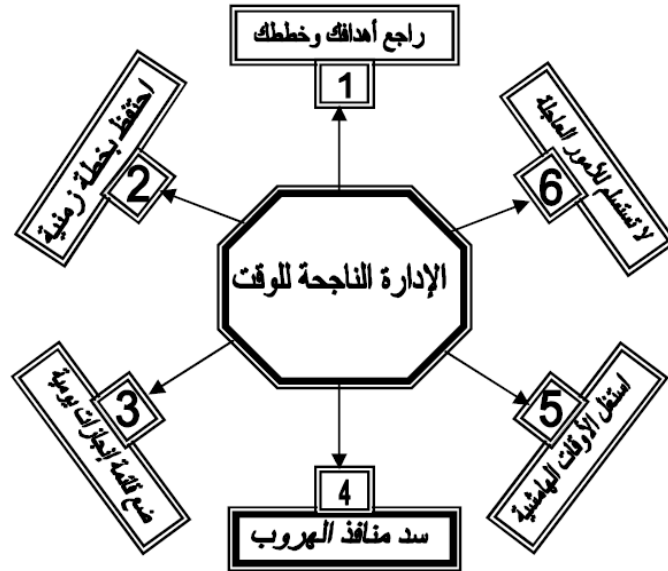 راجع أهدافك وخططك
1
احتفظ بخطة زمنية
2
ضع قائمة إنجازات يومية
3
سد منافذ الهروب
4
استغل الأوقات الهامشية
5
لا تستسلم للأمور العاجلة
6
الإدارة الناجحة للوقت